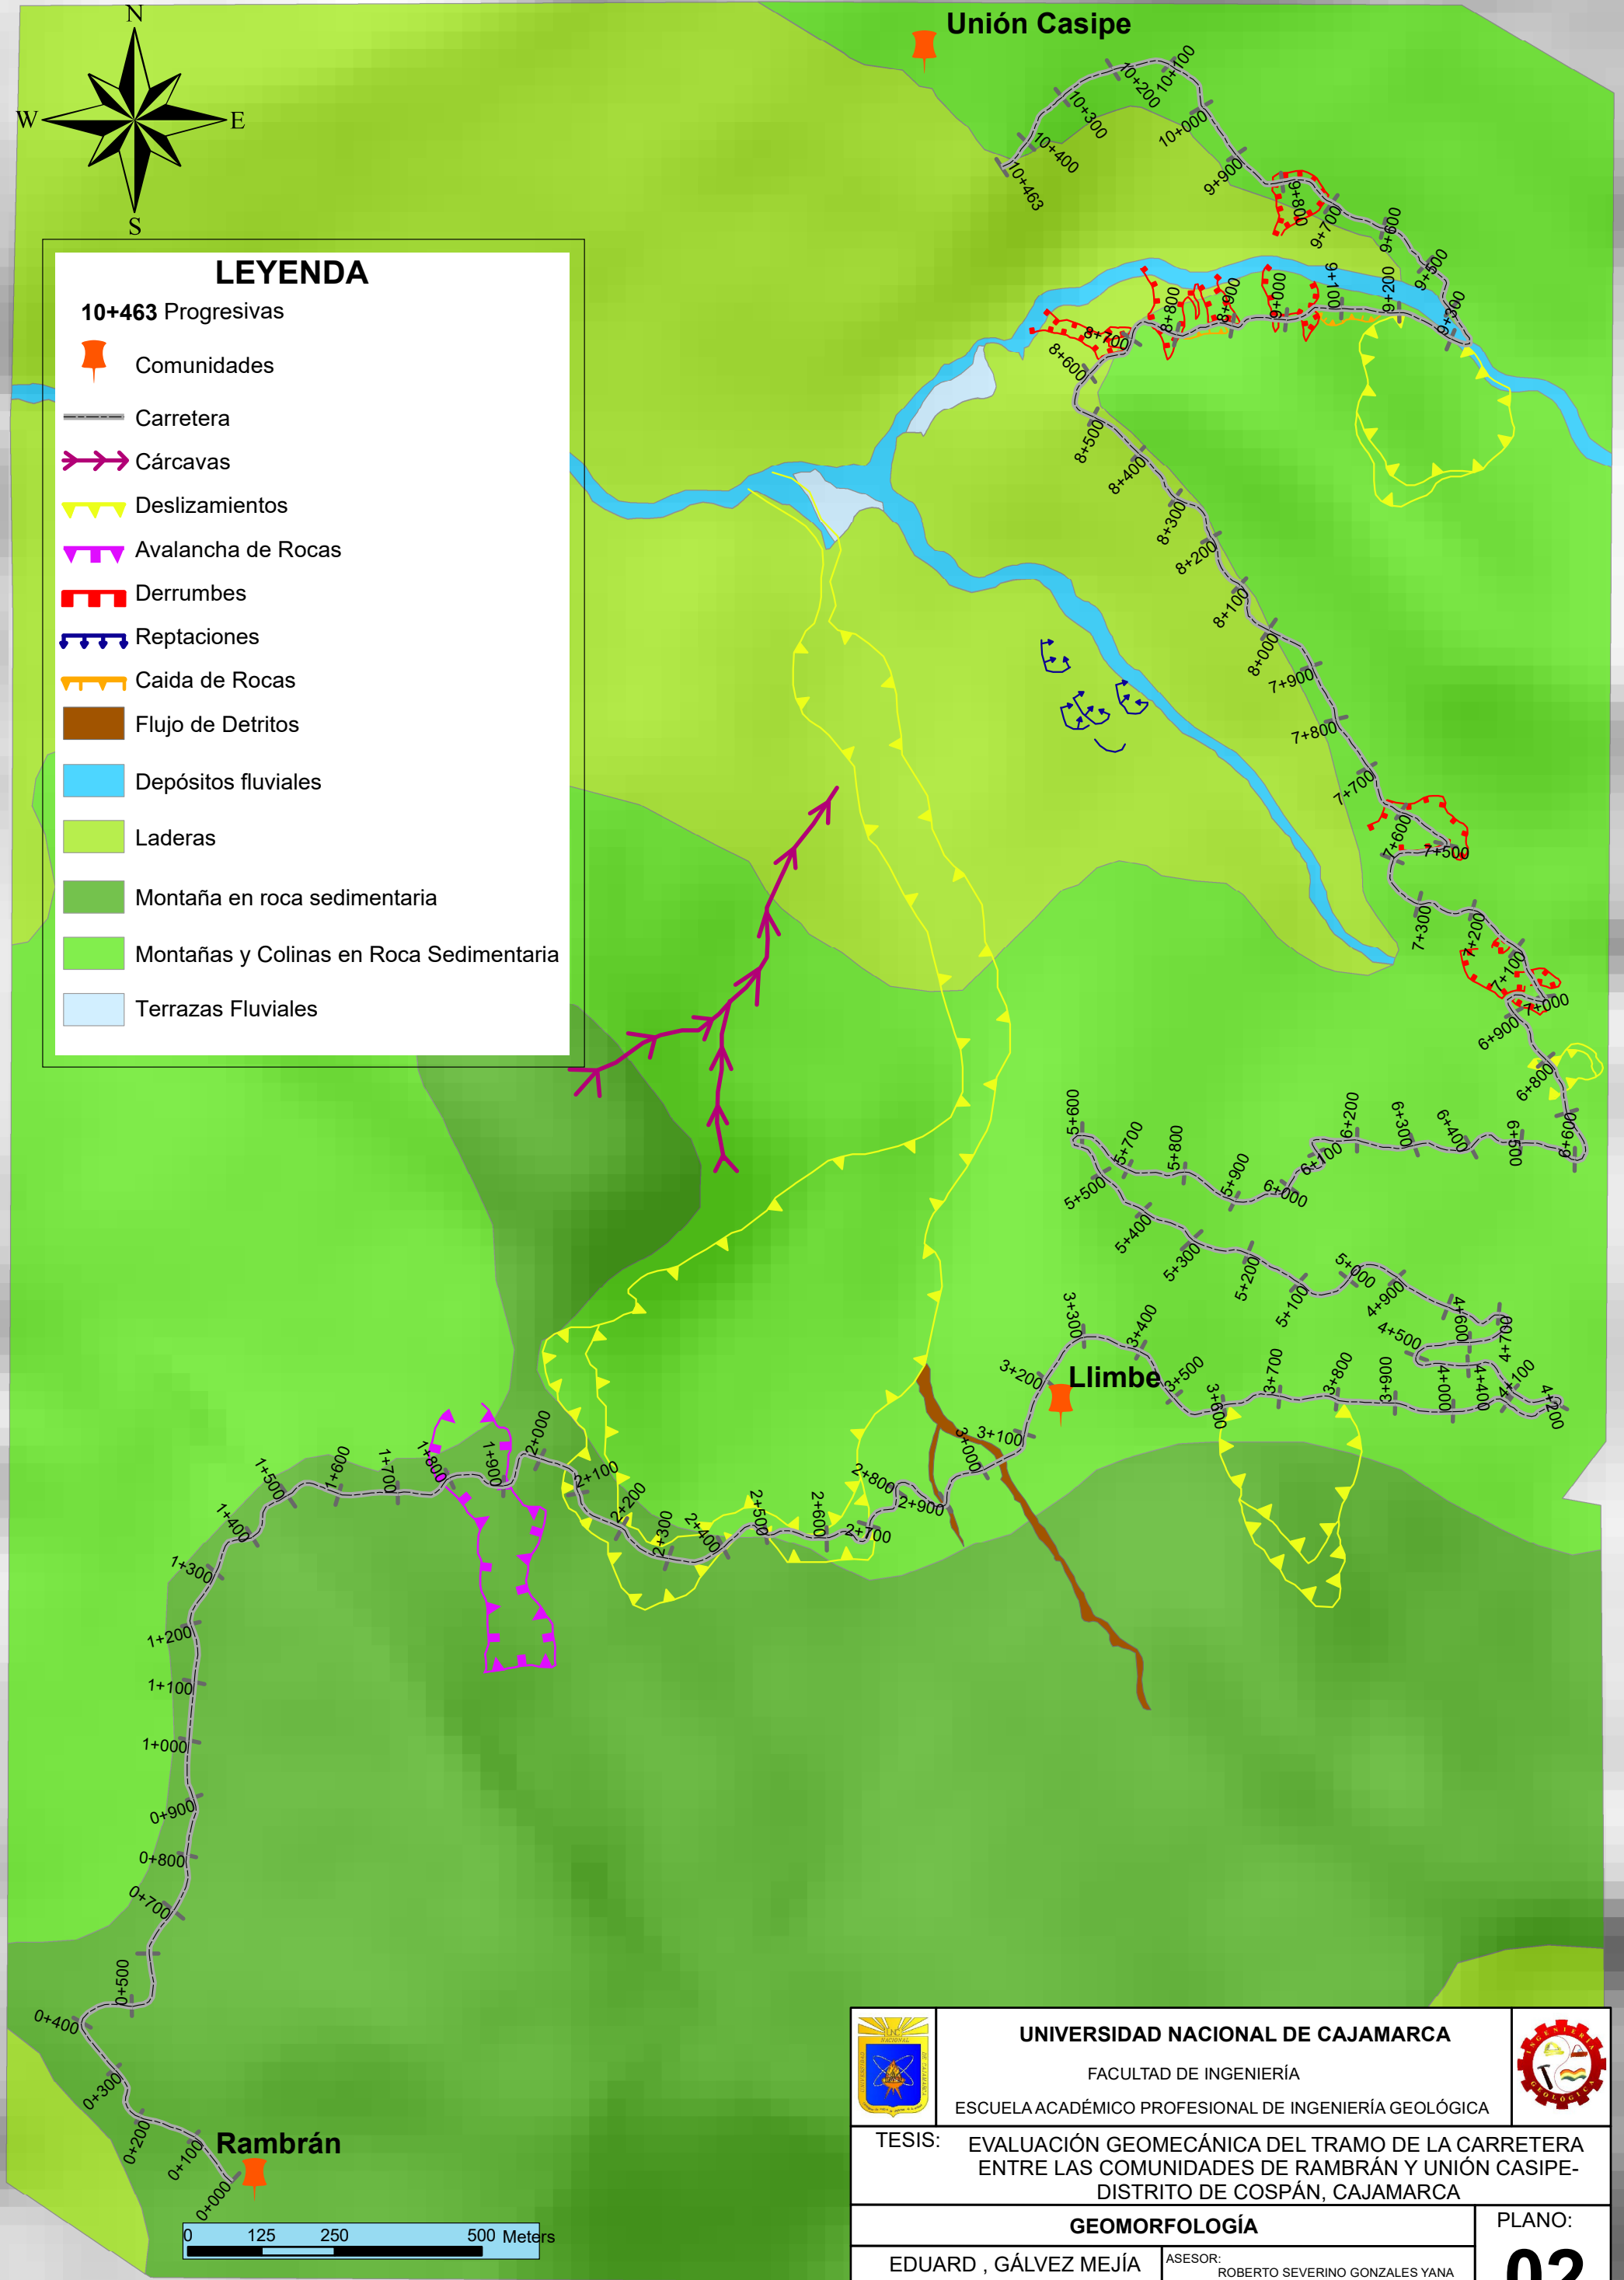 N
W
E
S
Unión Casipe
LEYENDA
10+463 Progresivas
Comunidades
Carretera
Cárcavas
Deslizamientos
Avalancha de Rocas
Derrumbes
Reptaciones
Caida de Rocas
Flujo de Detritos
Depósitos fluviales
Laderas
Montaña en roca sedimentaria
Montañas y Colinas en Roca Sedimentaria
Terrazas Fluviales
10+463
10+400
10+300
10+200
10+100
10+000
9+900
9+800
9+700
9+600
9+500
9+300
9+200
9+100
9+000
8+900
8+800
8+700
8+600
8+500
8+400
8+300
8+200
8+100
8+000
7+900
7+800
7+700
7+600
7+500
7+300
7+200
7+100
7+000
6+900
6+800
6+600
6+500
6+400
6+300
6+200
6+100
6+000
5+900
5+800
5+700
5+600
5+500
5+400
5+300
5+200
5+100
5+000
4+900
4+700
4+600
4+500
4+400
4+200
4+100
4+000
3+900
3+800
3+700
3+600
3+500
3+400
3+300
3+200
Llimbe
3+100
3+000
2+900
2+800
2+700
2+600
2+500
2+400
2+300
2+200
2+100
2+000
1+900
1+800
1+700
1+600
1+500
1+400
1+300
1+200
1+100
1+000
0+900
0+800
0+700
0+500
0+400
0+300
0+200
0+100
0+000
Rambrán
0 125 250 500 Meters
UNIVERSIDAD NACIONAL DE CAJAMARCA
FACULTAD DE INGENIERÍA
ESCUELA ACADÉMICO PROFESIONAL DE INGENIERÍA GEOLÓGICA
INGENIERÍA
GEOLÓGICA
TESIS:
EVALUACIÓN GEOMECÁNICA DEL TRAMO DE LA CARRETERA
ENTRE LAS COMUNIDADES DE RAMBRÁN Y UNIÓN CASIPE-
DISTRITO DE COSPÁN, CAJAMARCA
GEOMORFOLOGÍA
PLANO:
02
EDUARD , GÁLVEZ MEJÍA
ASESOR:
ROBERTO SEVERINO GONZALES YANA